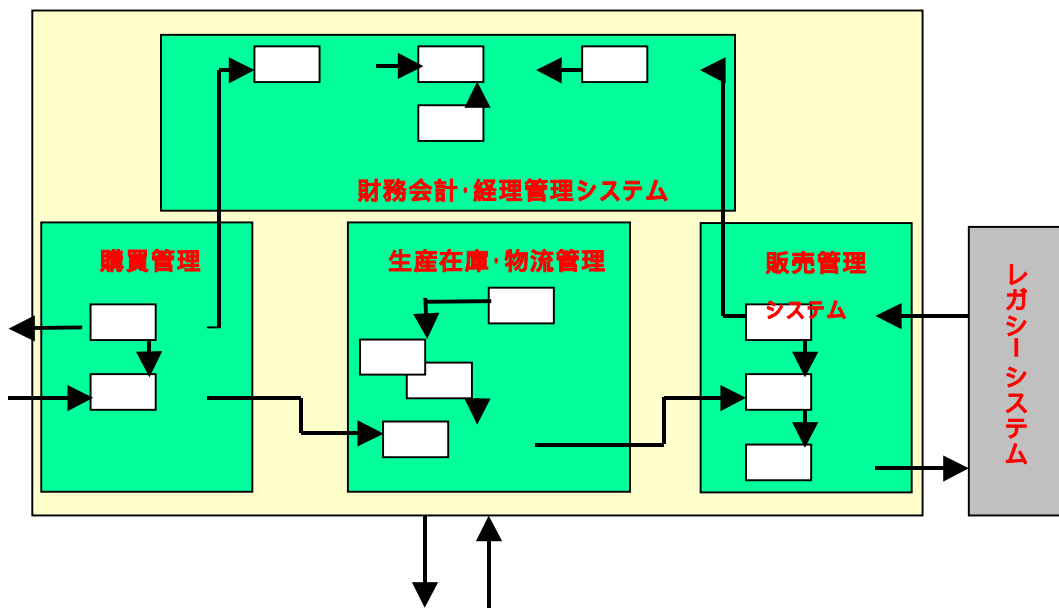 財務会計・経理管理システム
購買管理
生産在庫・物流管理
販売管理
システム
レガシーシステム